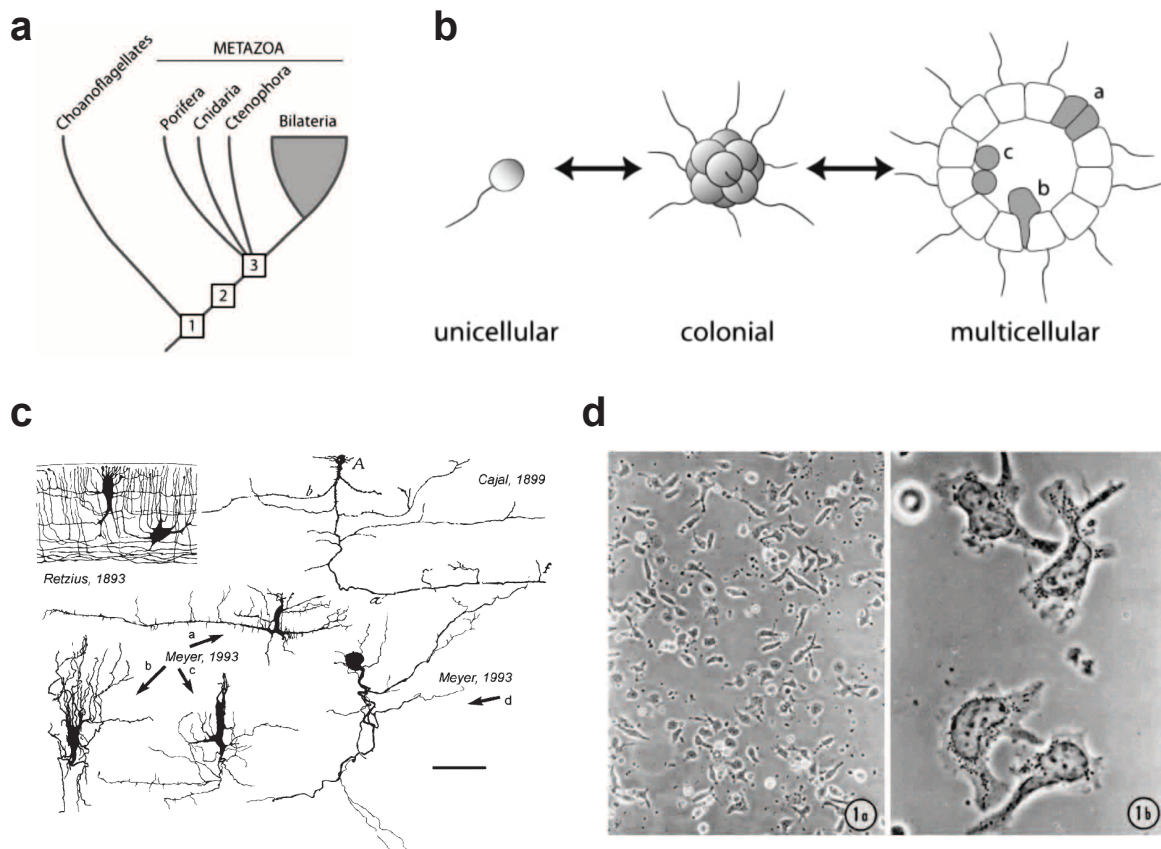 a
METAZOA
Choanoflagellates
Porifera
Cnidaria
Ctenophora
Bilateria
3
2
1
b
a
c
b
unicellular
colonial
multicellular
c
A
b
Cajal, 1899
Retzius, 1893
f
a
a
b
Meyer, 1993
c
Meyer, 1993
d
d
1a
1b